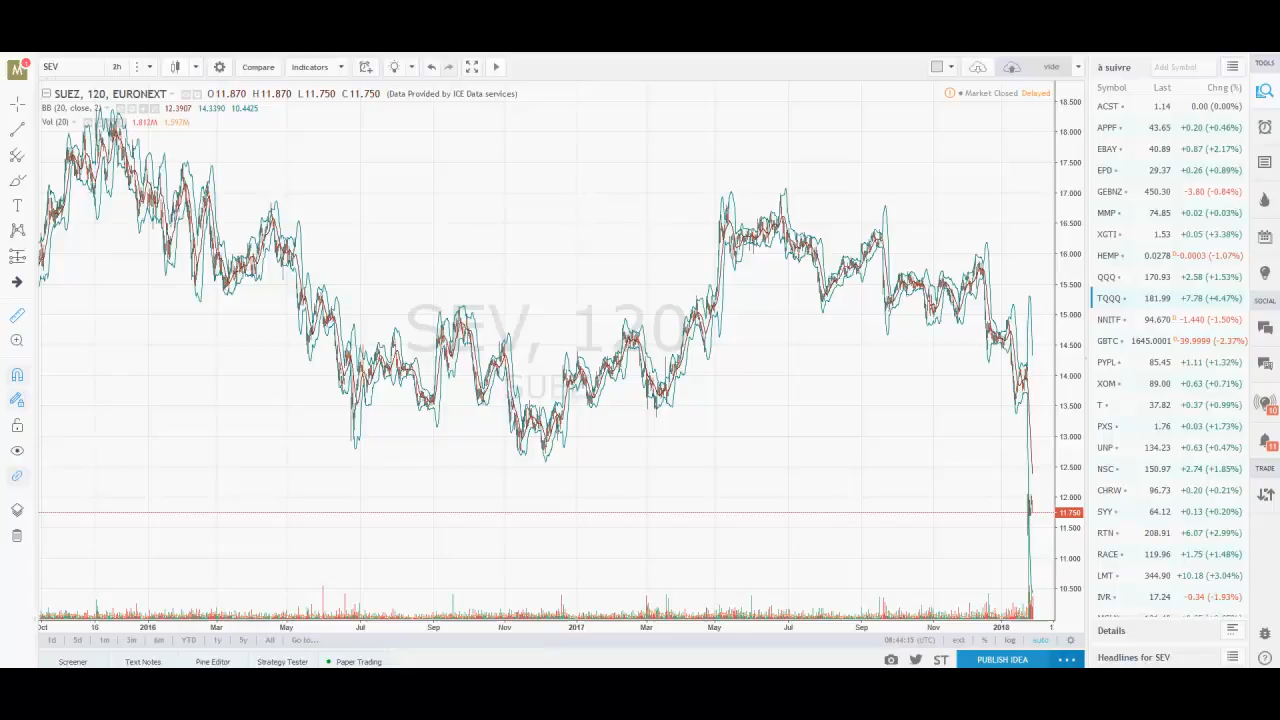 M 1 SEV 2h Compare Indicators vide
SUEZ, 120, EURONEXT O11.870 H11.870 L11.750 C11.750 (Data Provided by ICE Data services) Market Closed Delayed
BB (20, close, 2) 12.3907 14.3390 10.4425
Vol (20) 1.812M 1.597M
SEV, 120
SUEZ
18.500
18.000
17.500
17.000
16.500
16.000
15.500
15.000
14.500
14.000
13.500
13.000
12.500
12.000
11.750
11.500
11.000
10.500
Oct 16 2016 Mar May Jul Sep Nov 2017 Mar May Jul Sep Nov 2018 1
1d 5d 1m 3m 6m YTD 1y 5y All Go to... 08:44:15 (UTC) ext % log auto
Screener Text Notes Pine Editor Strategy Tester Paper Trading ST PUBLISH IDEA
à suivre Add Symbol
Symbol Last Chng (%)
ACST 1.14 0.00 (0.00%)
APPF 43.65 +0.20 (+0.46%)
EBAY 40.89 +0.87 (+2.17%)
EPD 29.37 +0.26 (+0.89%)
GEBNZ 450.30 -3.80 (-0.84%)
MMP 74.85 +0.02 (+0.03%)
XGTI 1.53 +0.05 (+3.38%)
HEMP 0.0278 D -0.0003 (-1.07%)
QQQ 170.93 +2.58 (+1.53%)
TQQQ 181.99 +7.78 (+4.47%)
NNITF 94.670 D -1.440 (-1.50%)
GBTC 1645.0001 D -39.9999 (-2.37%)
PYPL 85.45 +1.11 (+1.32%)
XOM 89.00 +0.63 (+0.71%)
T 37.82 +0.37 (+0.99%)
PXS 1.76 +0.03 (+1.73%)
UNP 134.23 +0.63 (+0.47%)
NSC 150.97 +2.74 (+1.85%)
CHRW 96.73 +0.20 (+0.21%)
SYY 64.12 +0.13 (+0.20%)
RTN 208.91 +6.07 (+2.99%)
RACE 119.96 +1.75 (+1.48%)
LMT 344.90 +10.18 (+3.04%)
IVR 17.24 -0.34 (-1.93%)
Details
Headlines for SEV
TOOLS
SOCIAL
10
11
TRADE